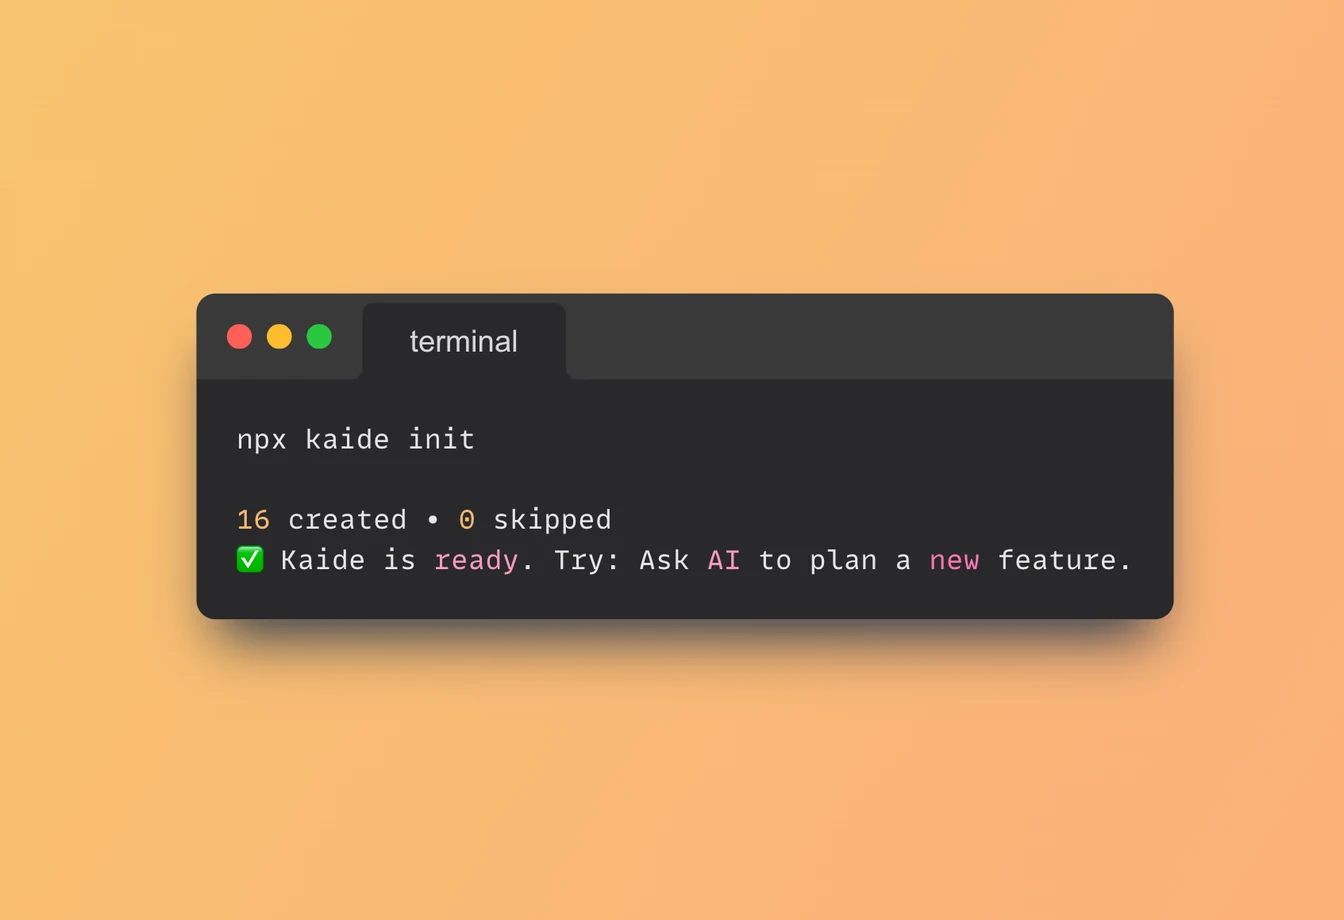 terminal
npx kaide init
16 created • 0 skipped
✅ Kaide is ready. Try: Ask AI to plan a new feature.